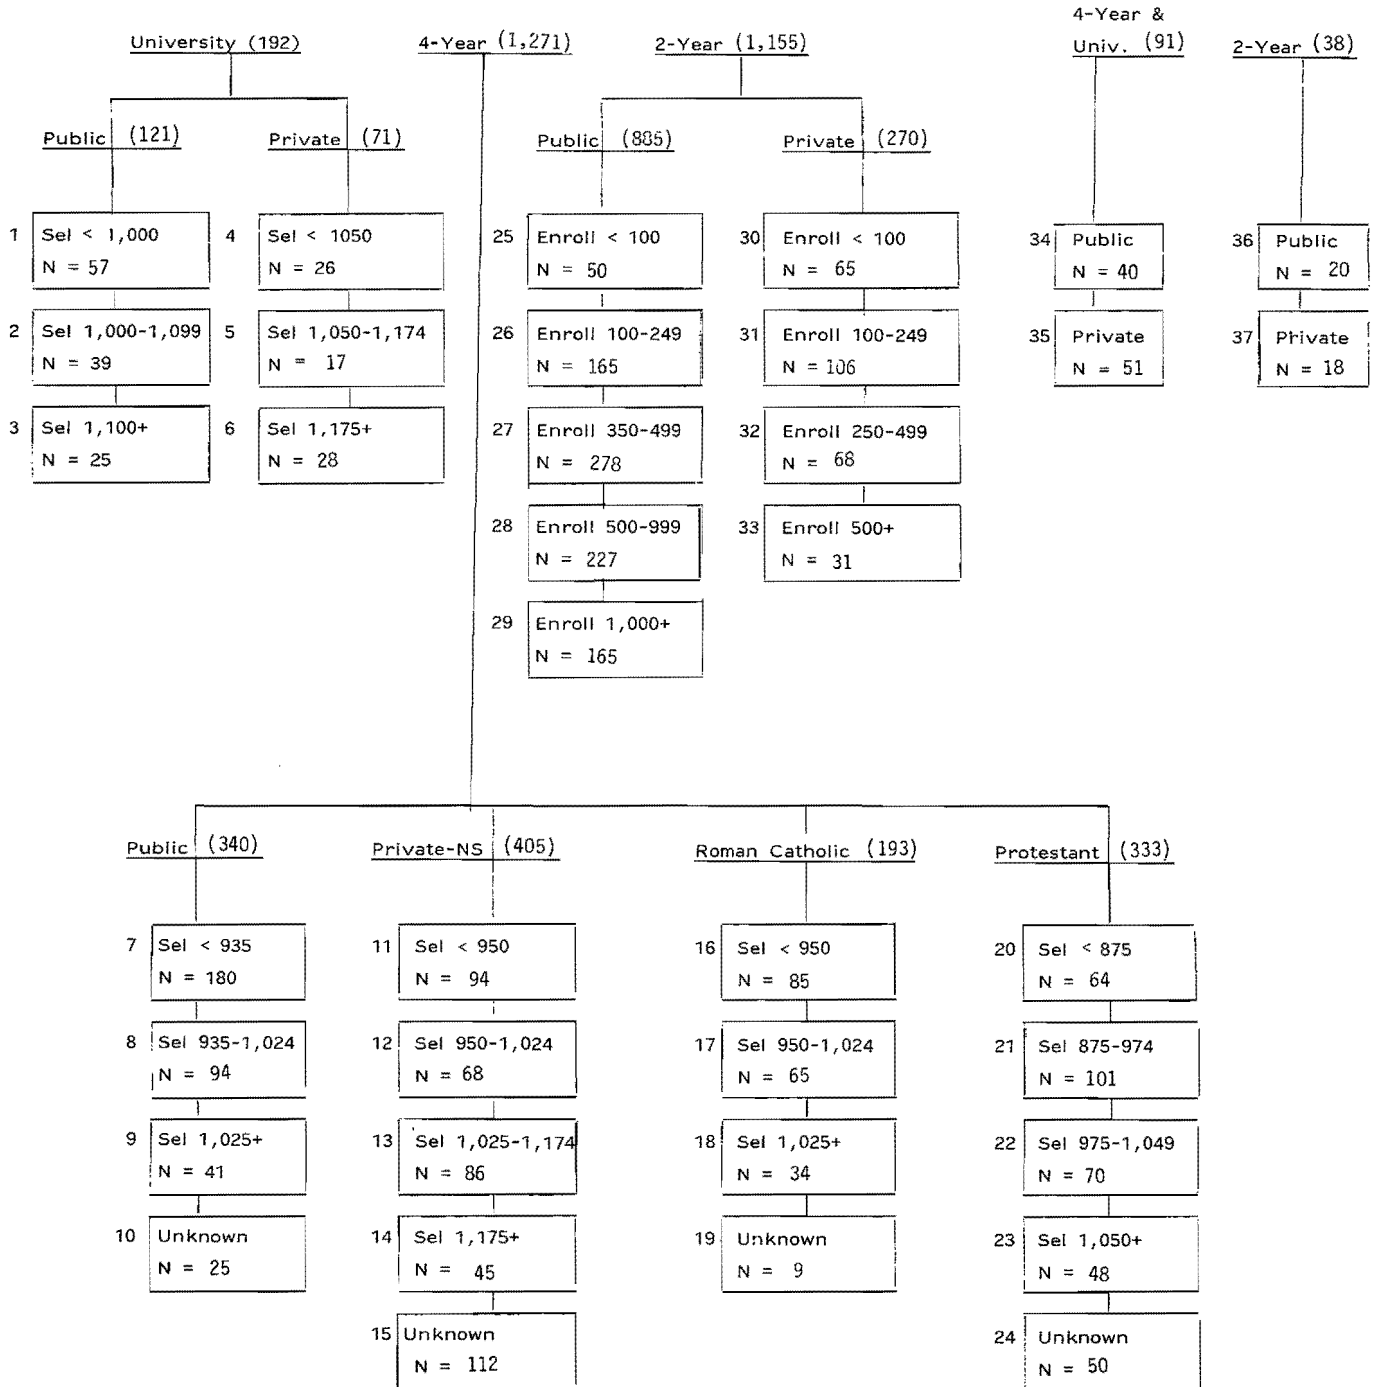 4-Year &
University (192)
4-Year (1,271)
2-Year (1,155)
Univ. (91)
2-Year (38)
Public (121)
Private (71)
Public (885)
Private (270)
1
Sel < 1,000
N = 57
4
Sel < 1050
N = 26
25
Enroll < 100
N = 50
30
Enroll < 100
N = 65
34
Public
N = 40
36
Public
N = 20
2
Sel 1,000-1,099
N = 39
5
Sel 1,050-1,174
N = 17
26
Enroll 100-249
N = 165
31
Enroll 100-249
N = 106
35
Private
N = 51
37
Private
N = 18
3
Sel 1,100+
N = 25
6
Sel 1,175+
N = 28
27
Enroll 350-499
N = 278
32
Enroll 250-499
N = 68
28
Enroll 500-999
N = 227
33
Enroll 500+
N = 31
29
Enroll 1,000+
N = 165
Public (340)
Private-NS (405)
Roman Catholic (193)
Protestant (333)
7
Sel < 935
N = 180
11
Sel < 950
N = 94
16
Sel < 950
N = 85
20
Sel < 875
N = 64
8
Sel 935-1,024
N = 94
12
Sel 950-1,024
N = 68
17
Sel 950-1,024
N = 65
21
Sel 875-974
N = 101
9
Sel 1,025+
N = 41
13
Sel 1,025-1,174
N = 86
18
Sel 1,025+
N = 34
22
Sel 975-1,049
N = 70
10
Unknown
N = 25
14
Sel 1,175+
N = 45
19
Unknown
N = 9
23
Sel 1,050+
N = 48
15
Unknown
N = 112
24
Unknown
N = 50